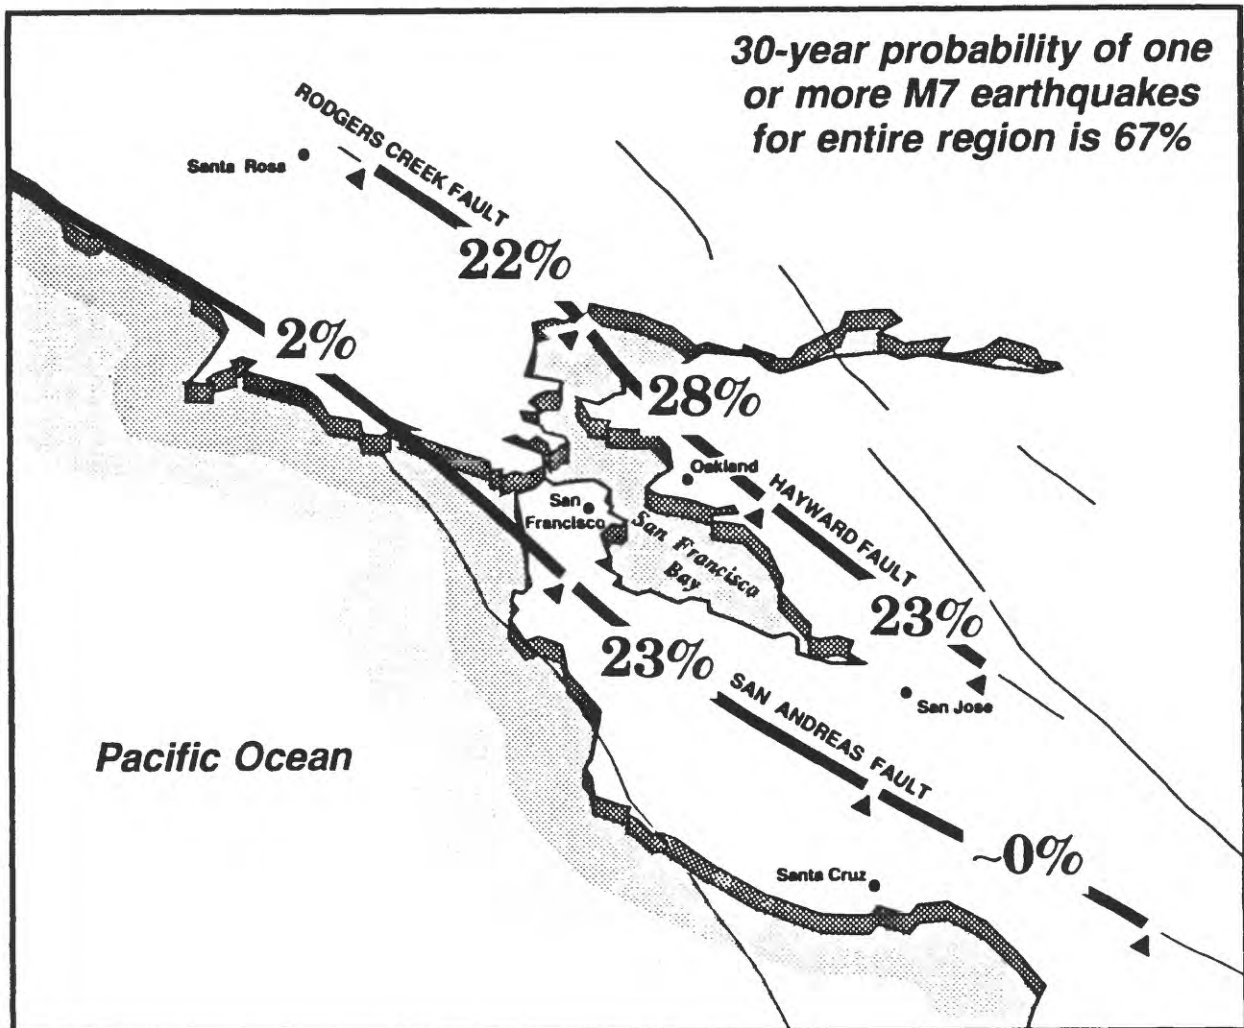 30-year probability of one
or more M7 earthquakes
for entire region is 67%
RODGERS CREEK FAULT
Santa Rosa
22%
2%
28%
Oakland
HAYWARD FAULT
San
Francisco
San Francisco
Bay
23%
23%
SAN ANDREAS FAULT
San Jose
Pacific Ocean
~0%
Santa Cruz